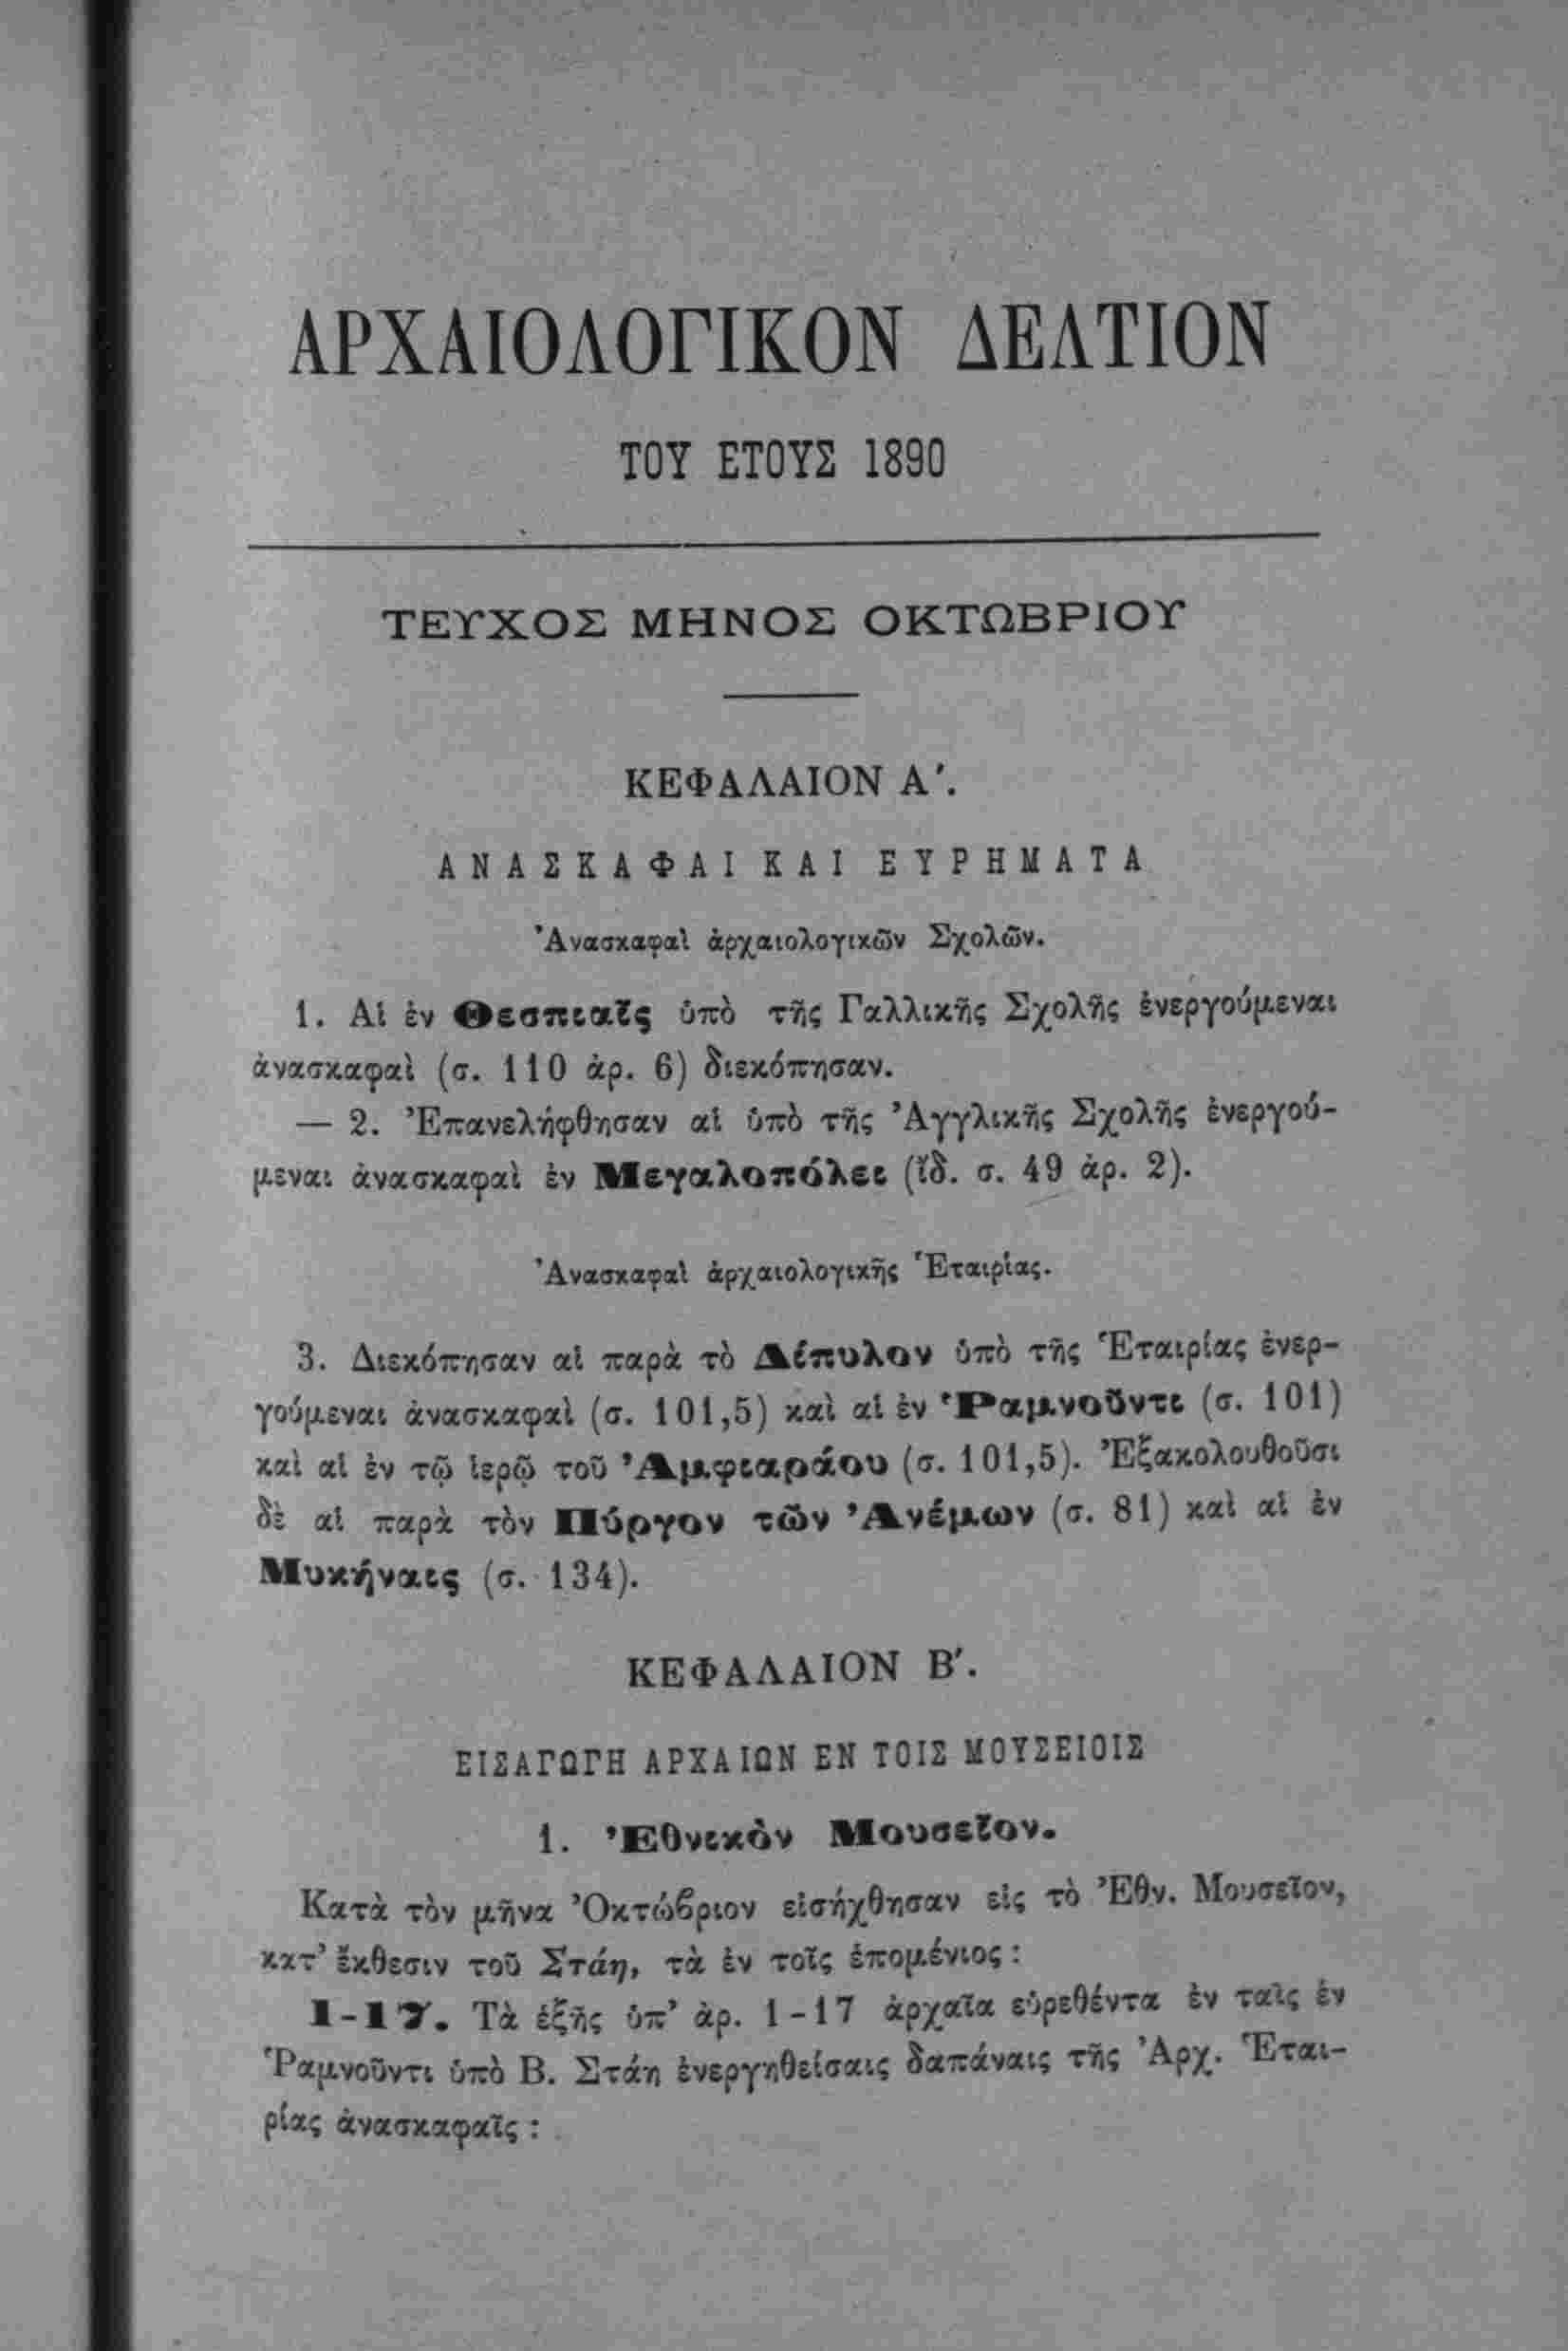 ΑΡΧΑΙΟΛΟΓΙΚΟΝ ΔΕΛΤΙΟΝ
ΤΟΥ ΕΤΟΥΣ 1890
ΤΕΥΧΟΣ ΜΗΝΟΣ ΟΚΤΩΒΡΙΟΥ
ΚΕΦΑΛΑΙΟΝ Α'.
ΑΝΑΣΚΑΦΑΙ ΚΑΙ ΕΥΡΗΜΑΤΑ
Ἀνασκαφαὶ ἀρχαιολογικῶν Σχολῶν.
1. Αἱ ἐν Θεσπιαῖς ὑπὸ τῆς Γαλλικῆς Σχολῆς ἐνεργούμεναι
ἀνασκαφαὶ (σ. 110 ἀρ. 6) διεκόπησαν.
— 2. Ἐπανελήφθησαν αἱ ὑπὸ τῆς Ἀγγλικῆς Σχολῆς ἐνεργού-
μεναι ἀνασκαφαὶ ἐν Μεγαλοπόλει (ἴδ. σ. 49 ἀρ. 2).
Ἀνασκαφαὶ ἀρχαιολογικῆς Ἑταιρίας.
3. Διεκόπησαν αἱ παρὰ τὸ Δίπυλον ὑπὸ τῆς Ἑταιρίας ἐνερ-
γούμεναι ἀνασκαφαὶ (σ. 101,5) καὶ αἱ ἐν Ῥαμνοῦντι (σ. 101)
καὶ αἱ ἐν τῷ ἱερῷ τοῦ Ἀμφιαράου (σ. 101,5). Ἐξακολουθοῦσι
δὲ αἱ παρὰ τὸν Πύργον τῶν Ἀνέμων (σ. 81) καὶ αἱ ἐν
Μυκήναις (σ. 134).
ΚΕΦΑΛΑΙΟΝ Β'.
ΕΙΣΑΓΩΓΗ ΑΡΧΑΙΩΝ ΕΝ ΤΟΙΣ ΜΟΥΣΕΙΟΙΣ
1. Ἐθνικὸν Μουσεῖον.
Κατὰ τὸν μῆνα Ὀκτώβριον εἰσήχθησαν εἰς τὸ Ἐθν. Μουσεῖον,
κατ' ἔκθεσιν τοῦ Στάη, τὰ ἐν τοῖς ἑπομένιος :
1-17. Τὰ ἑξῆς ὑπ' ἀρ. 1-17 ἀρχαῖα εὑρεθέντα ἐν ταῖς ἐν
Ῥαμνοῦντι ὑπὸ Β. Στάη ἐνεργηθείσαις δαπάναις τῆς Ἀρχ. Ἑται-
ρίας ἀνασκαφαῖς :